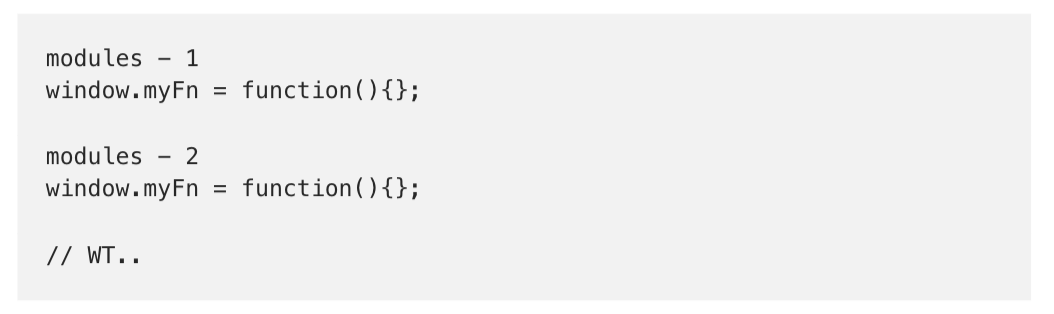 modules – 1
window.myFn = function(){};
modules – 2
window.myFn = function(){};
// WT..